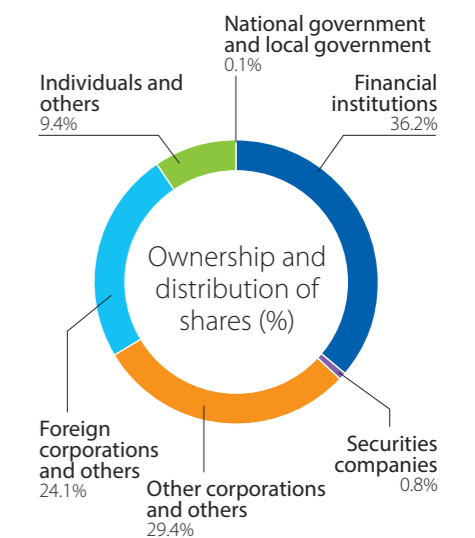 National government
and local government
0.1%
Individuals and
others
9.4%
Financial
institutions
36.2%
Ownership and
distribution of
shares (%)
Foreign
corporations
and others
24.1%
Other corporations
and others
29.4%
Securities
companies
0.8%